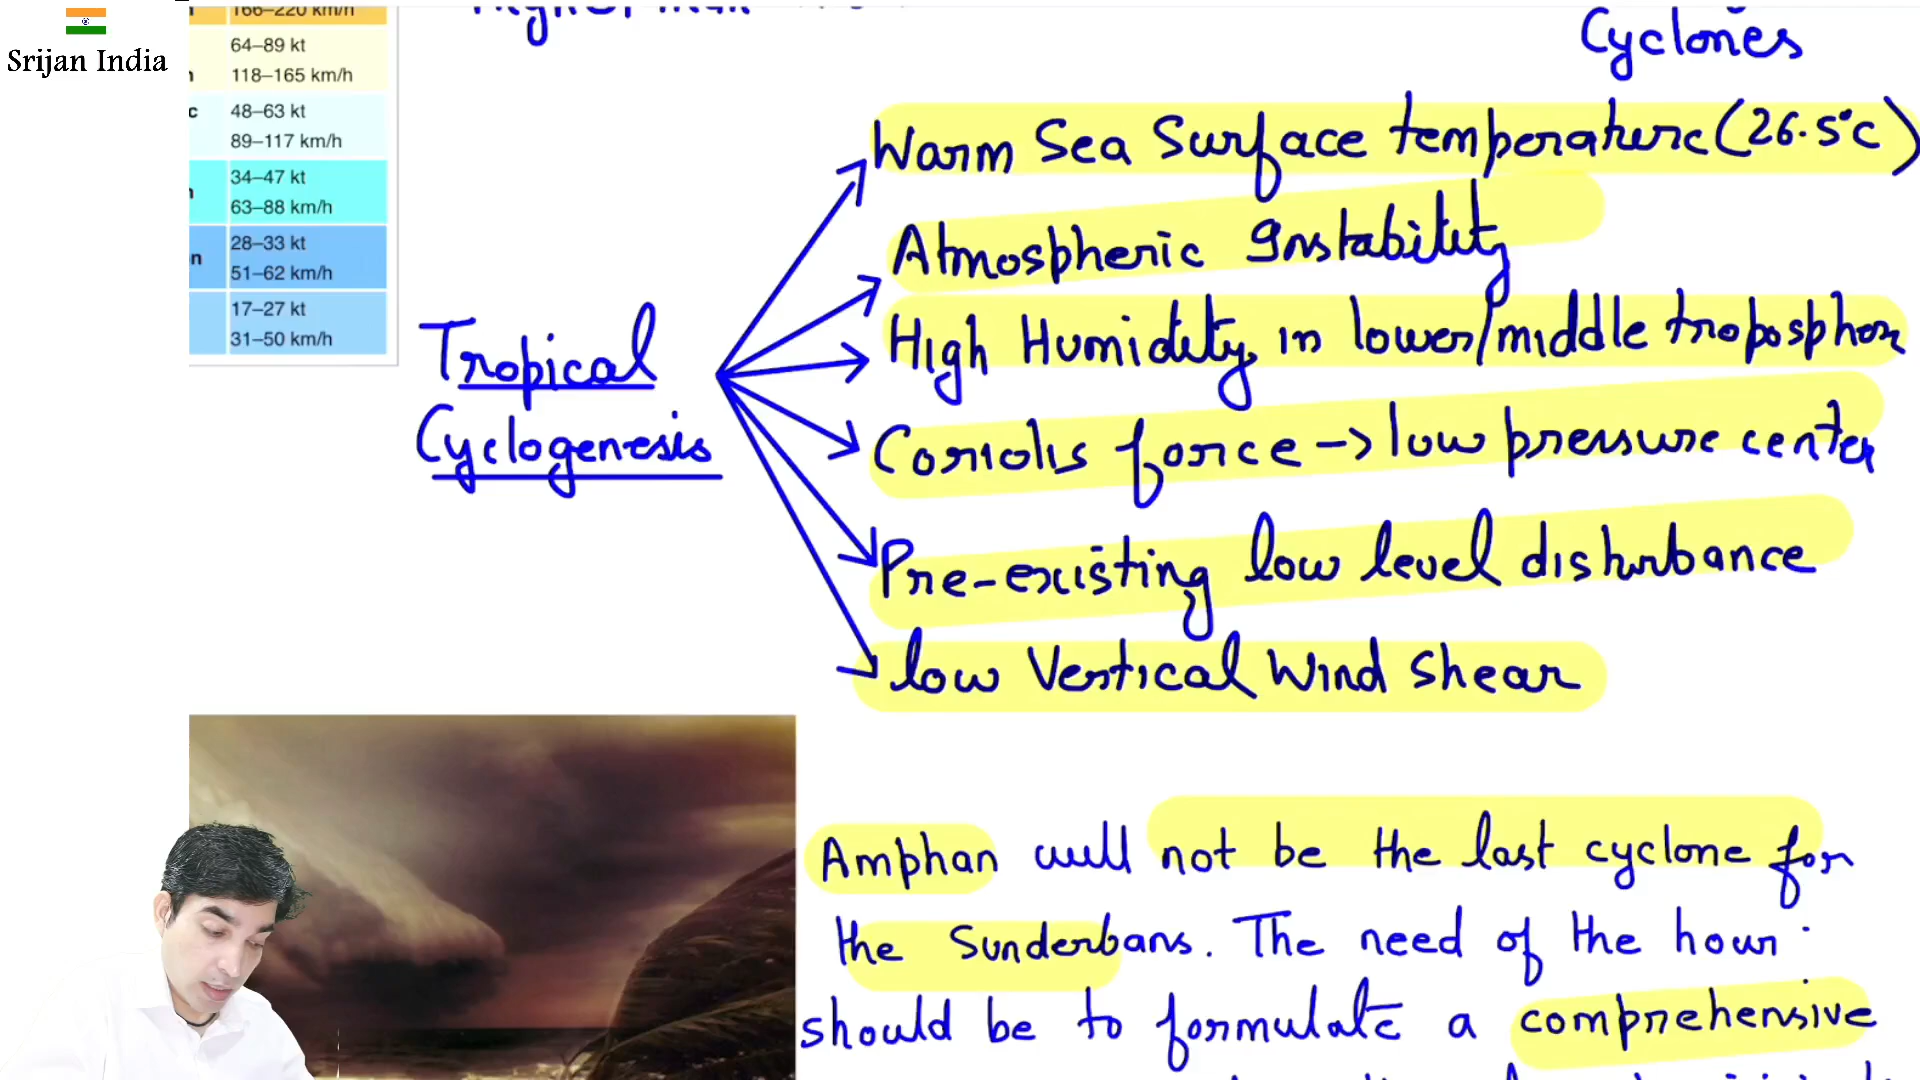 Srijan India
166–220 km/h
64–89 kt
118–165 km/h
48–63 kt
89–117 km/h
34–47 kt
63–88 km/h
28–33 kt
51–62 km/h
17–27 kt
31–50 km/h
Cyclones
Tropical
Cyclogenesis
Warm Sea Surface temperature (26.5°C)
Atmospheric Instability
High Humidity in lower/middle troposphere
Coriolis force → low pressure center
Pre-existing low level disturbance
low Vertical Wind Shear
Amphan will not be the last cyclone for
the Sunderbans. The need of the hour
should be to formulate a comprehensive